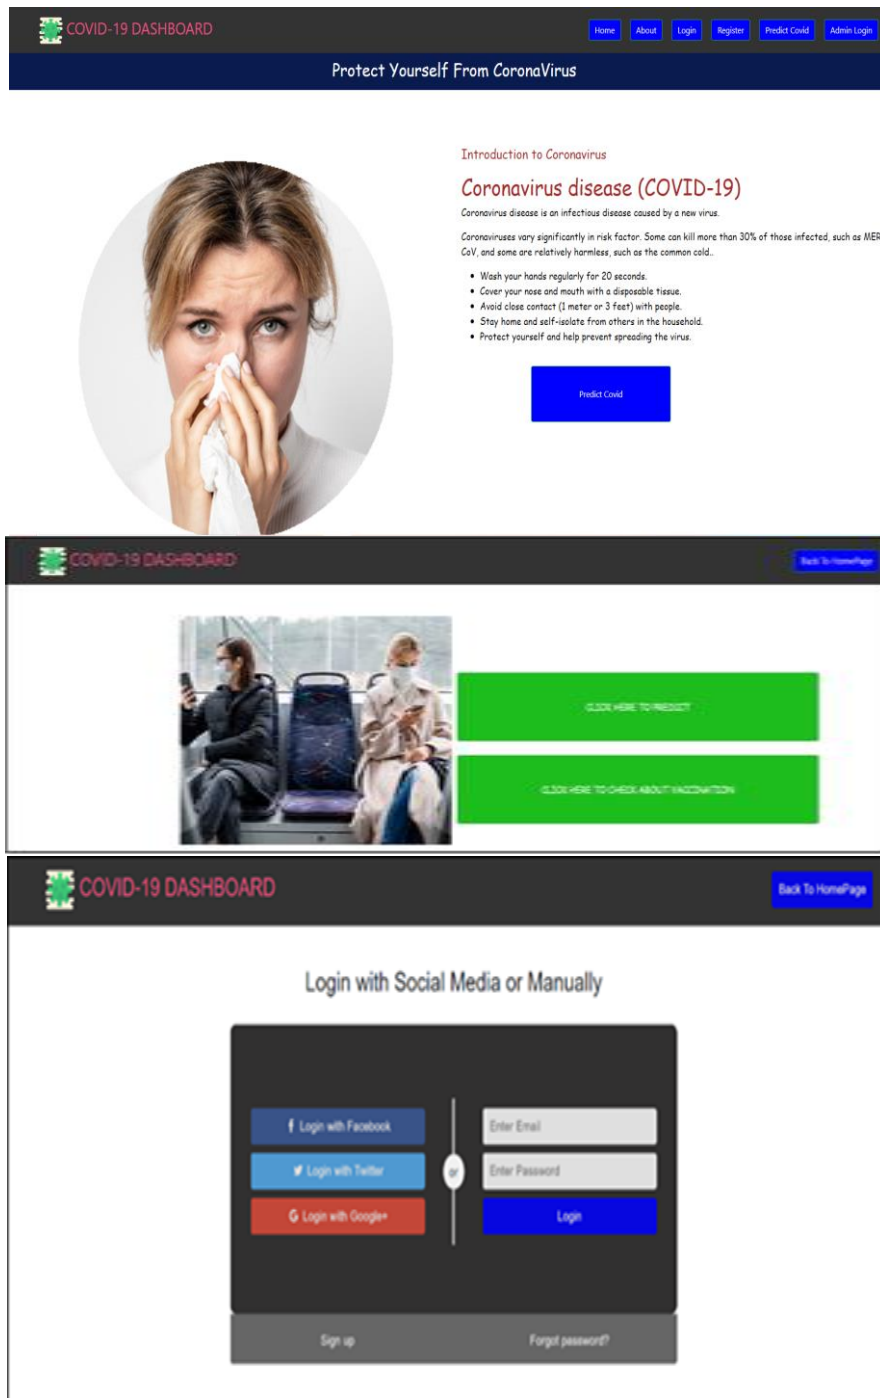 COVID-19 DASHBOARD
Home About Login Register Predict Covid Admin Login
Protect Yourself From CoronaVirus
Introduction to Coronavirus
Coronavirus disease (COVID-19)
Coronavirus disease is an infectious disease caused by a new virus.
Coronaviruses vary significantly in risk factor. Some can kill more than 30% of those infected, such as MER
CoV, and some are relatively harmless, such as the common cold..
Wash your hands regularly for 20 seconds.
Cover your nose and mouth with a disposable tissue.
Avoid close contact (1 meter or 3 feet) with people.
Stay home and self-isolate from others in the household.
Protect yourself and help prevent spreading the virus.
Predict Covid
COVID-19 DASHBOARD
Back To HomePage
CLICK HERE TO PREDICT
CLICK HERE TO CHECK ABOUT VACCINATION
COVID-19 DASHBOARD
Back To HomePage
Login with Social Media or Manually
f Login with Facebook
Login with Twitter
G Login with Google+
or
Enter Email
Enter Password
Login
Sign up
Forgot password?